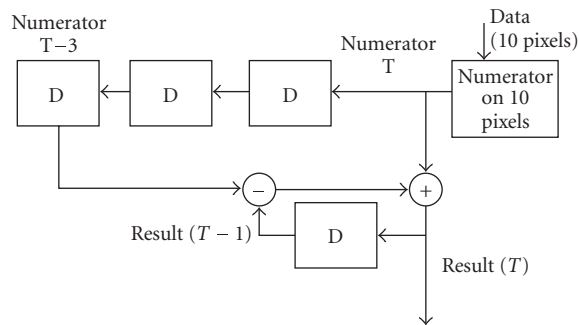 Numerator
T−3
Numerator
T
Data
(10 pixels)
D
D
D
Numerator
on 10
pixels
−
+
Result (T − 1)
D
Result (T)